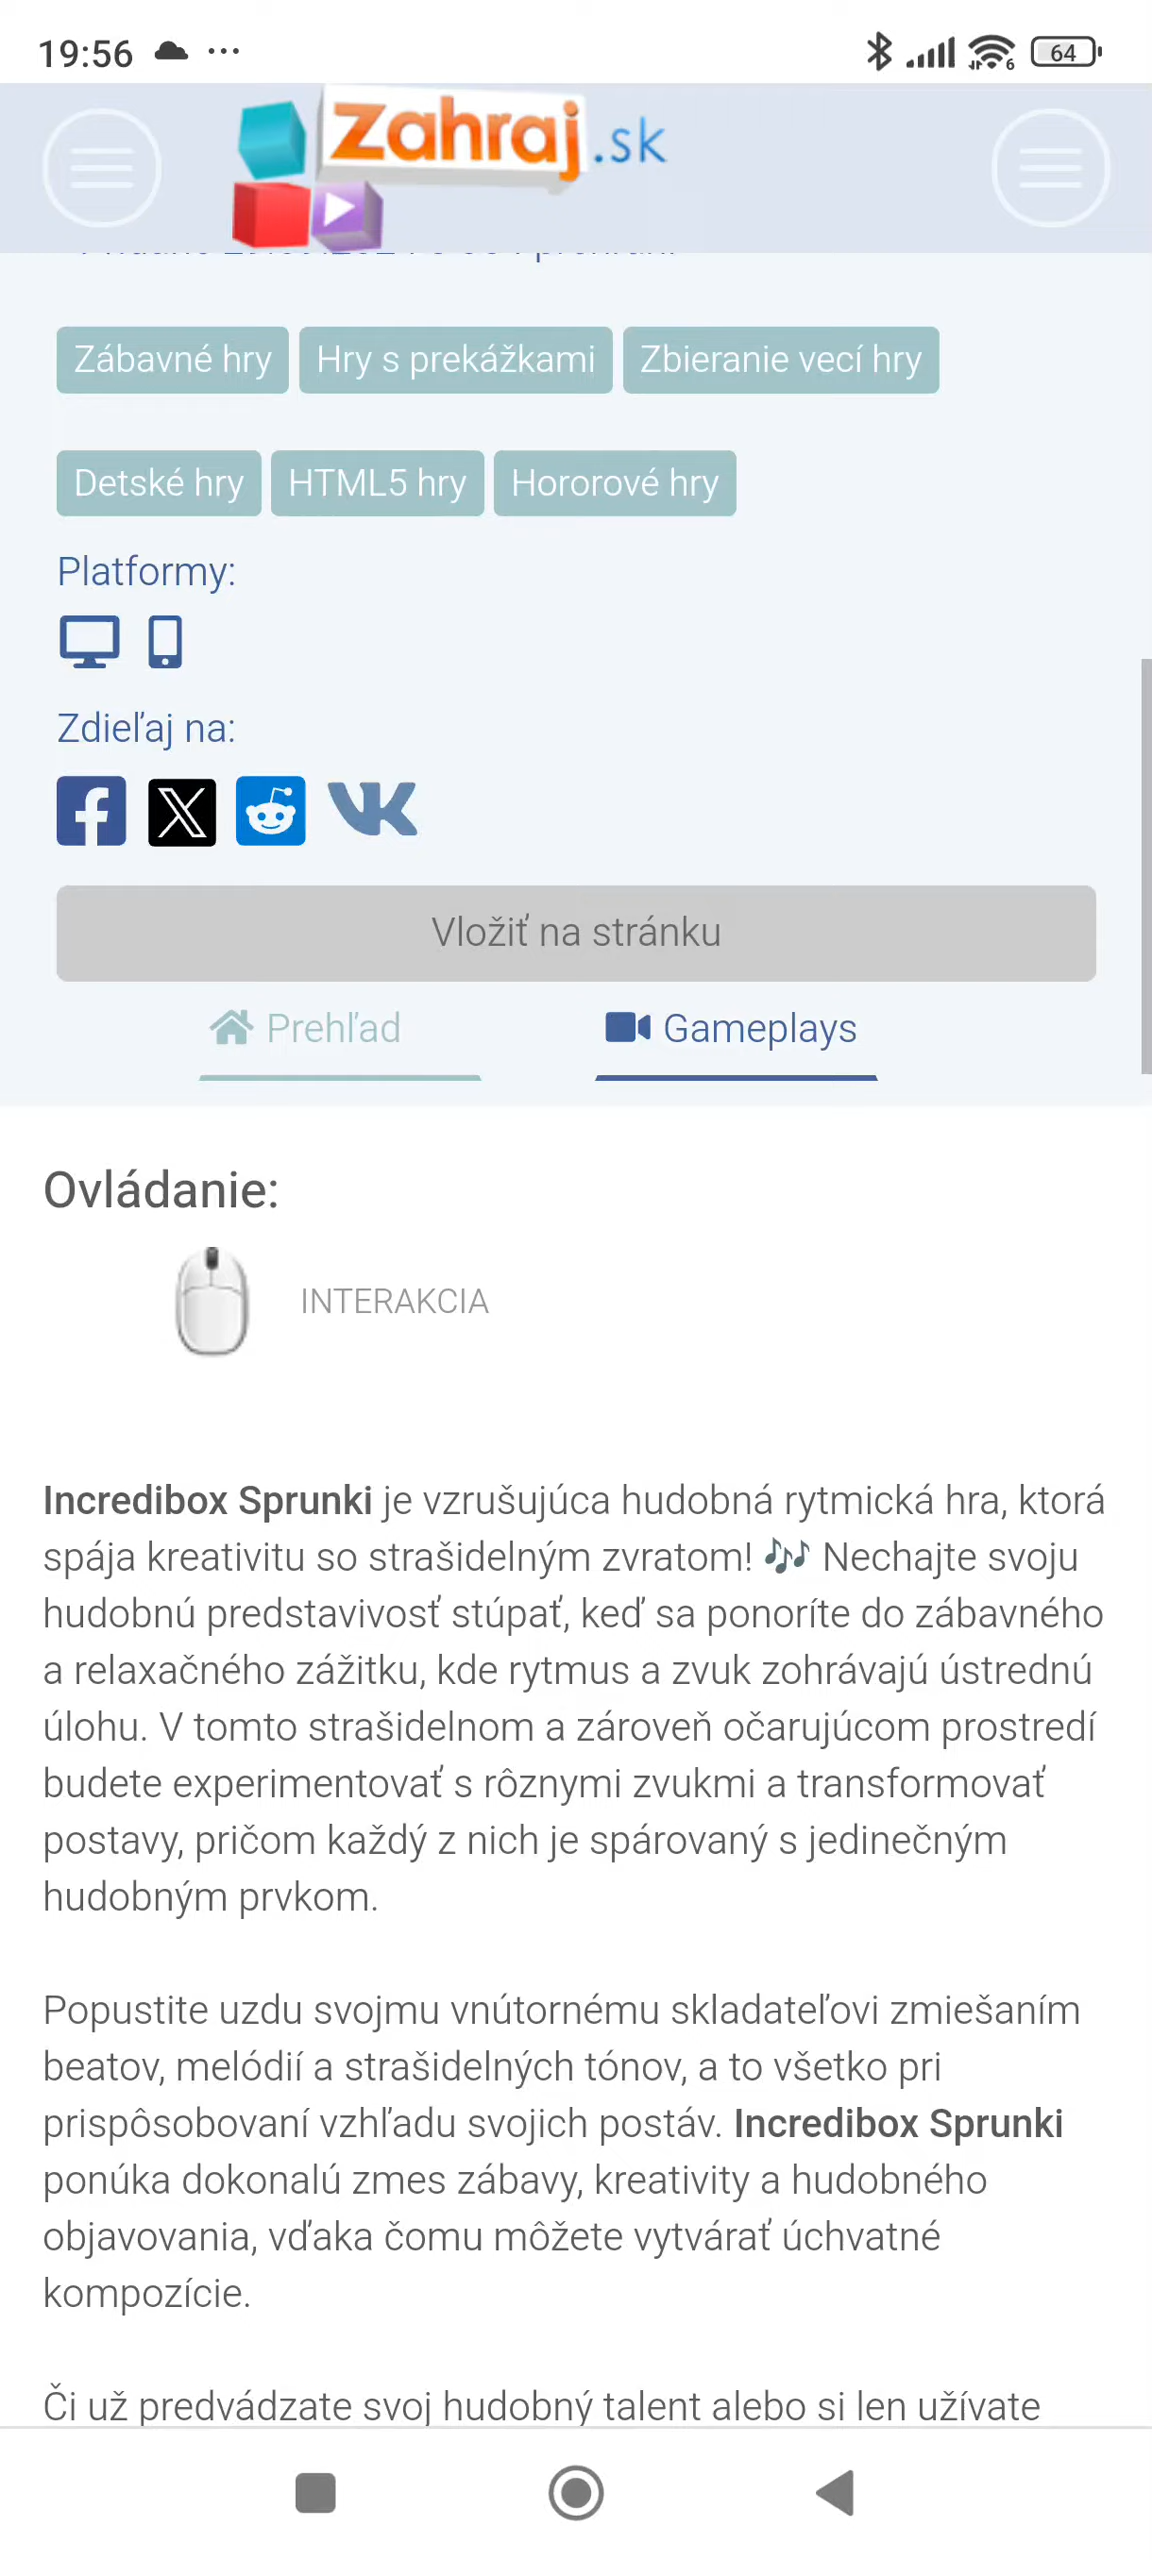 19:56
6
64
Zahraj.sk
Zábavné hry
Hry s prekážkami
Zbieranie vecí hry
Detské hry
HTML5 hry
Hororové hry
Platformy:
Zdieľaj na:
Vložiť na stránku
Prehľad
Gameplays
Ovládanie:
INTERAKCIA
Incredibox Sprunki je vzrušujúca hudobná rytmická hra, ktorá
spája kreativitu so strašidelným zvratom! 🎶 Nechajte svoju
hudobnú predstavivosť stúpať, keď sa ponoríte do zábavného
a relaxačného zážitku, kde rytmus a zvuk zohrávajú ústrednú
úlohu. V tomto strašidelnom a zároveň očarujúcom prostredí
budete experimentovať s rôznymi zvukmi a transformovať
postavy, pričom každý z nich je spárovaný s jedinečným
hudobným prvkom.
Popustite uzdu svojmu vnútornému skladateľovi zmiešaním
beatov, melódií a strašidelných tónov, a to všetko pri
prispôsobovaní vzhľadu svojich postáv. Incredibox Sprunki
ponúka dokonalú zmes zábavy, kreativity a hudobného
objavovania, vďaka čomu môžete vytvárať úchvatné
kompozície.
Či už predvádzate svoj hudobný talent alebo si len užívate